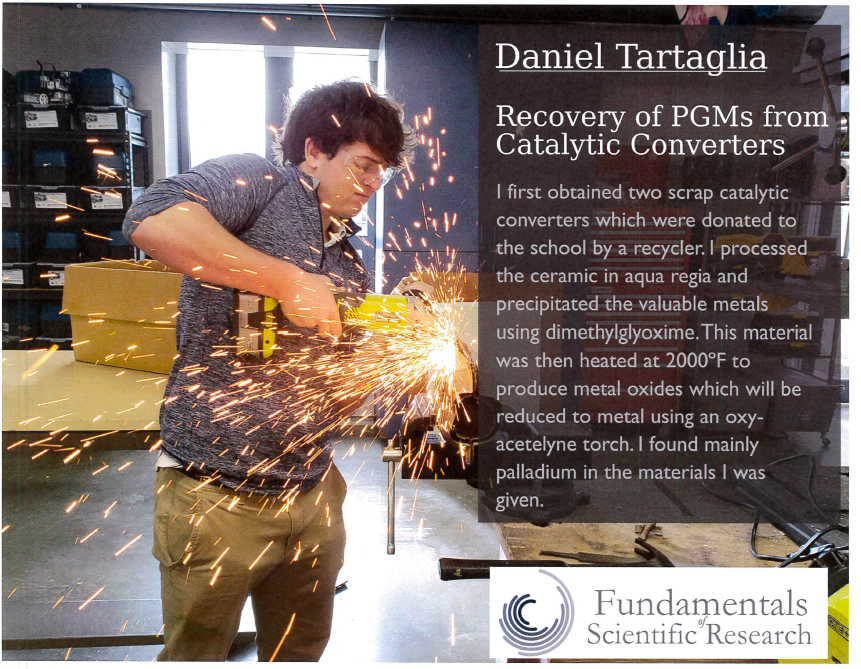 Daniel Tartaglia
Recovery of PGMs from
Catalytic Converters
I first obtained two scrap catalytic
converters which were donated to
the school by a recycler. I processed
the ceramic in aqua regia and
precipitated the valuable metals
using dimethylglyoxime. This material
was then heated at 2000ºF to
produce metal oxides which will be
reduced to metal using an oxy-
acetelyne torch. I found mainly
palladium in the materials I was
given.
Fundamentals
of
Scientific Research